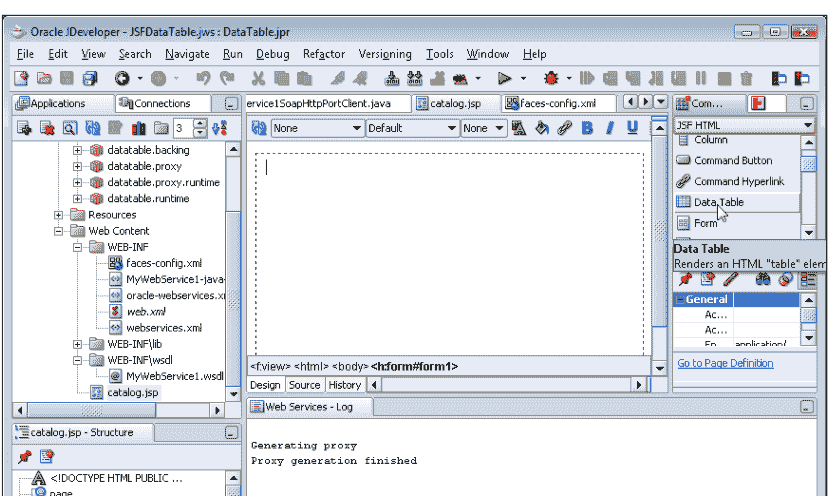 Oracle JDeveloper - JSFDataTable.jws : DataTable.jpr
File Edit View Search Navigate Run Debug Refactor Versioning Tools Window Help
Applications
Connections
ervice1SoapHttpPortClient.java
catalog.jsp
faces-config.xml
Com...
3
None
Default
None
B I U
JSF HTML
Column
Command Button
Command Hyperlink
Data Table
Form
Data Table
Renders an HTML "table" elem
datatable.backing
datatable.proxy
datatable.proxy.runtime
datatable.runtime
Resources
Web Content
WEB-INF
faces-config.xml
MyWebService1-java-
oracle-webservices.x
web.xml
webservices.xml
WEB-INF\lib
WEB-INF\wsdl
MyWebService1.wsdl
catalog.jsp
General
Ac...
Ac...
Go to Page Definition
<f:view> <html> <body> <h:form#form1>
Design Source History
Web Services - Log
Generating proxy
Proxy generation finished
catalog.jsp - Structure
<!DOCTYPE HTML PUBLIC ...
page